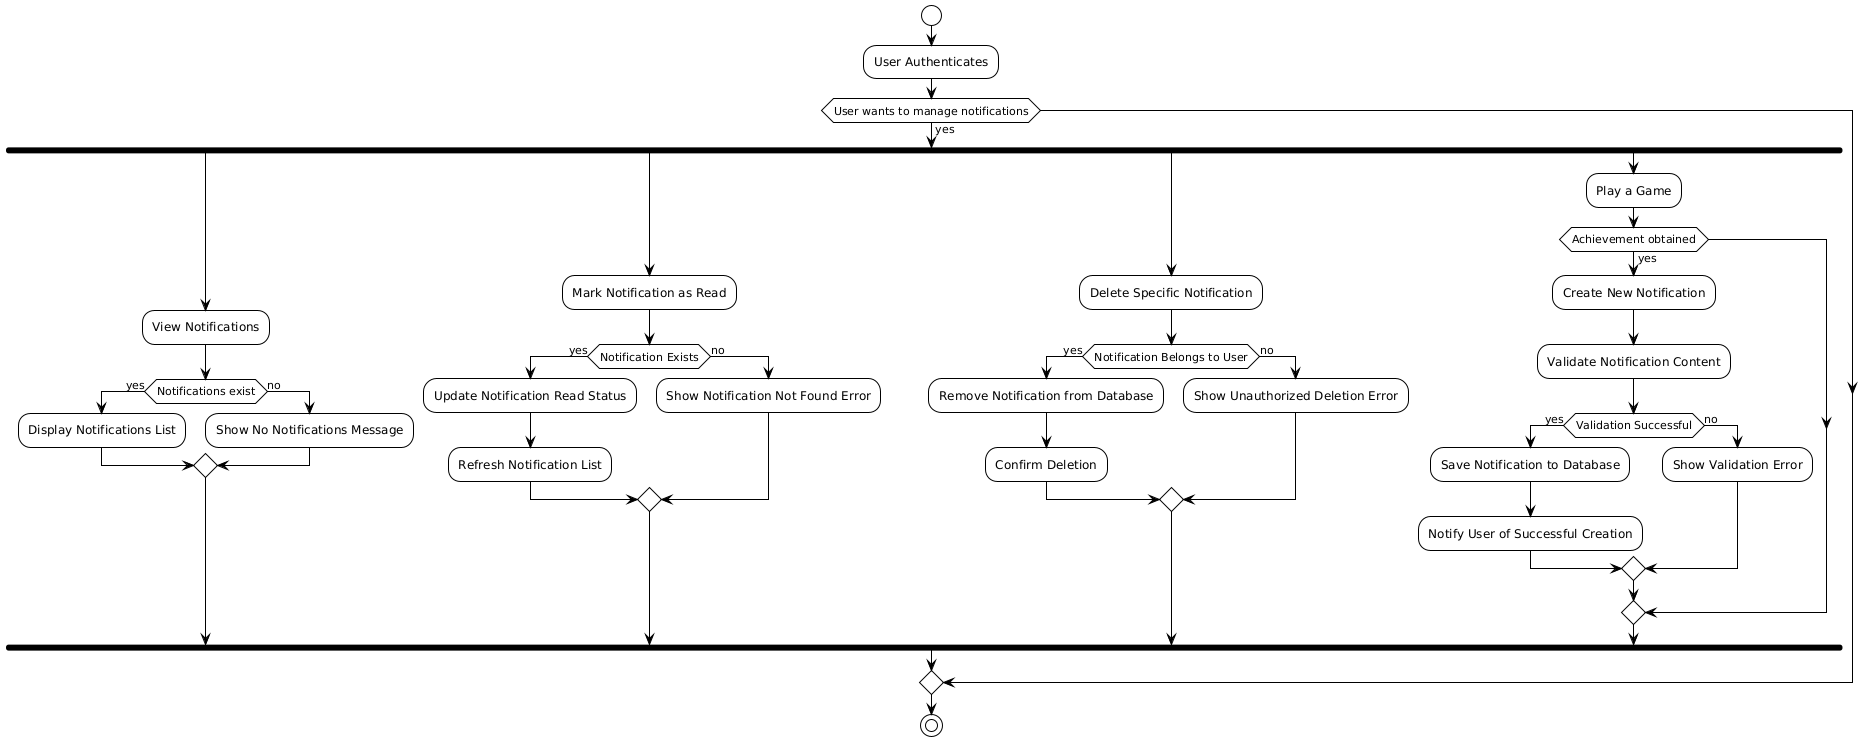 User Authenticates
User wants to manage notifications
yes
View Notifications
Notifications exist
yes
no
Display Notifications List
Show No Notifications Message
Mark Notification as Read
Notification Exists
yes
no
Update Notification Read Status
Show Notification Not Found Error
Refresh Notification List
Delete Specific Notification
Notification Belongs to User
yes
no
Remove Notification from Database
Show Unauthorized Deletion Error
Confirm Deletion
Play a Game
Achievement obtained
yes
Create New Notification
Validate Notification Content
Validation Successful
yes
no
Save Notification to Database
Show Validation Error
Notify User of Successful Creation